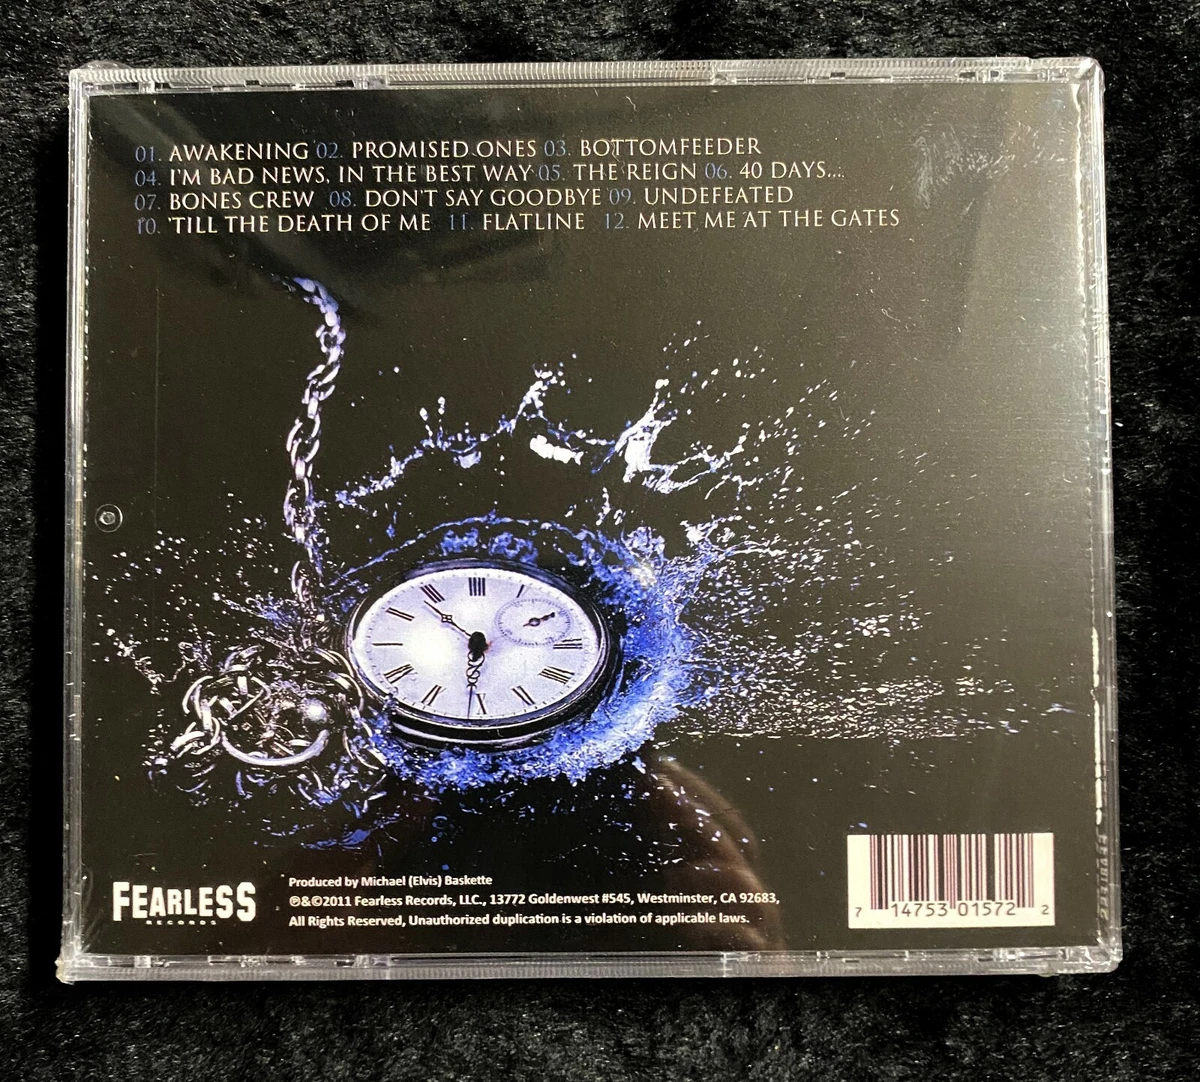 01. AWAKENING 02. PROMISED ONES 03. BOTTOMFEEDER
04. I'M BAD NEWS, IN THE BEST WAY 05. THE REIGN 06. 40 DAYS...
07. BONES CREW 08. DON'T SAY GOODBYE 09. UNDEFEATED
10. 'TILL THE DEATH OF ME 11. FLATLINE 12. MEET ME AT THE GATES
FEARLESS
RECORDS
Produced by Michael (Elvis) Baskette
℗&©2011 Fearless Records, LLC., 13772 Goldenwest #545, Westminster, CA 92683,
All Rights Reserved, Unauthorized duplication is a violation of applicable laws.
7 14753 01572 2